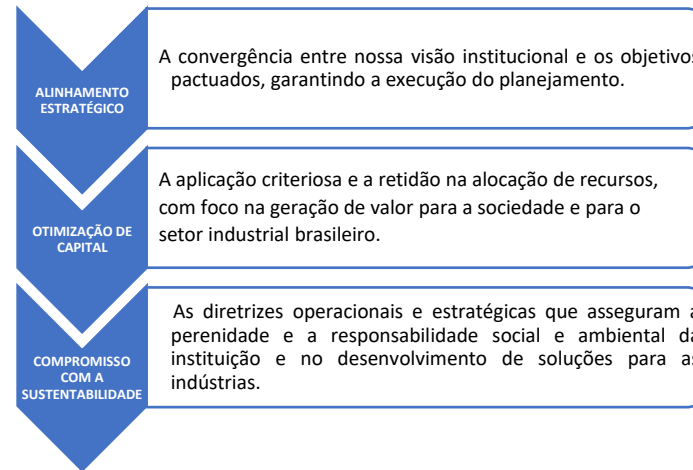 ALINHAMENTO
ESTRATÉGICO
A convergência entre nossa visão institucional e os objetivos
pactuados, garantindo a execução do planejamento.
OTIMIZAÇÃO DE
CAPITAL
A aplicação criteriosa e a retidão na alocação de recursos,
com foco na geração de valor para a sociedade e para o
setor industrial brasileiro.
COMPROMISSO
COM A
SUSTENTABILIDADE
As diretrizes operacionais e estratégicas que asseguram a
perenidade e a responsabilidade social e ambiental da
instituição e no desenvolvimento de soluções para as
indústrias.